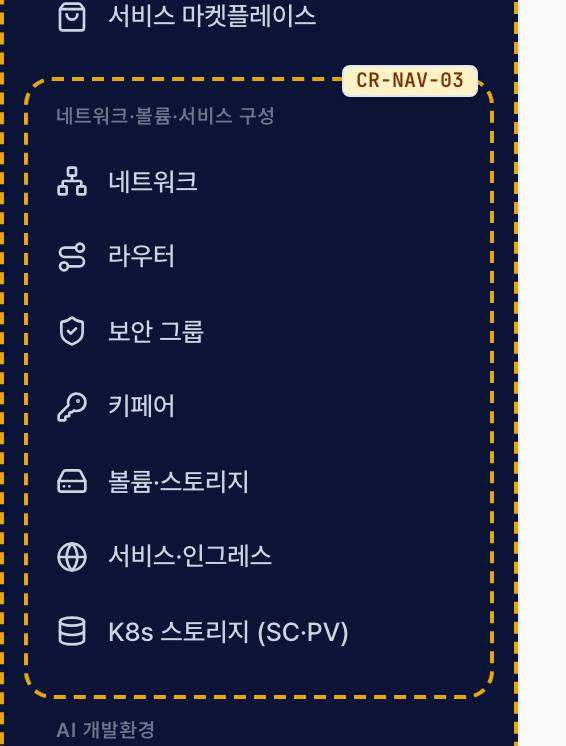 서비스 마켓플레이스
CR-NAV-03
네트워크·볼륨·서비스 구성
네트워크
라우터
보안 그룹
키페어
볼륨·스토리지
서비스·인그레스
K8s 스토리지 (SC·PV)
AI 개발환경